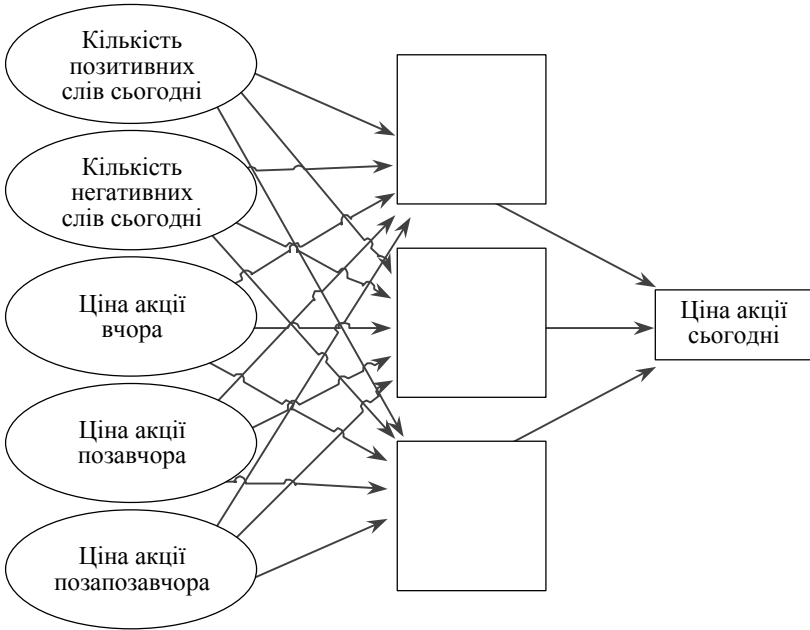 Кількість
позитивних
слів сьогодні
Кількість
негативних
слів сьогодні
Ціна акції
вчора
Ціна акції
позавчора
Ціна акції
позапозавчора
Ціна акції
сьогодні